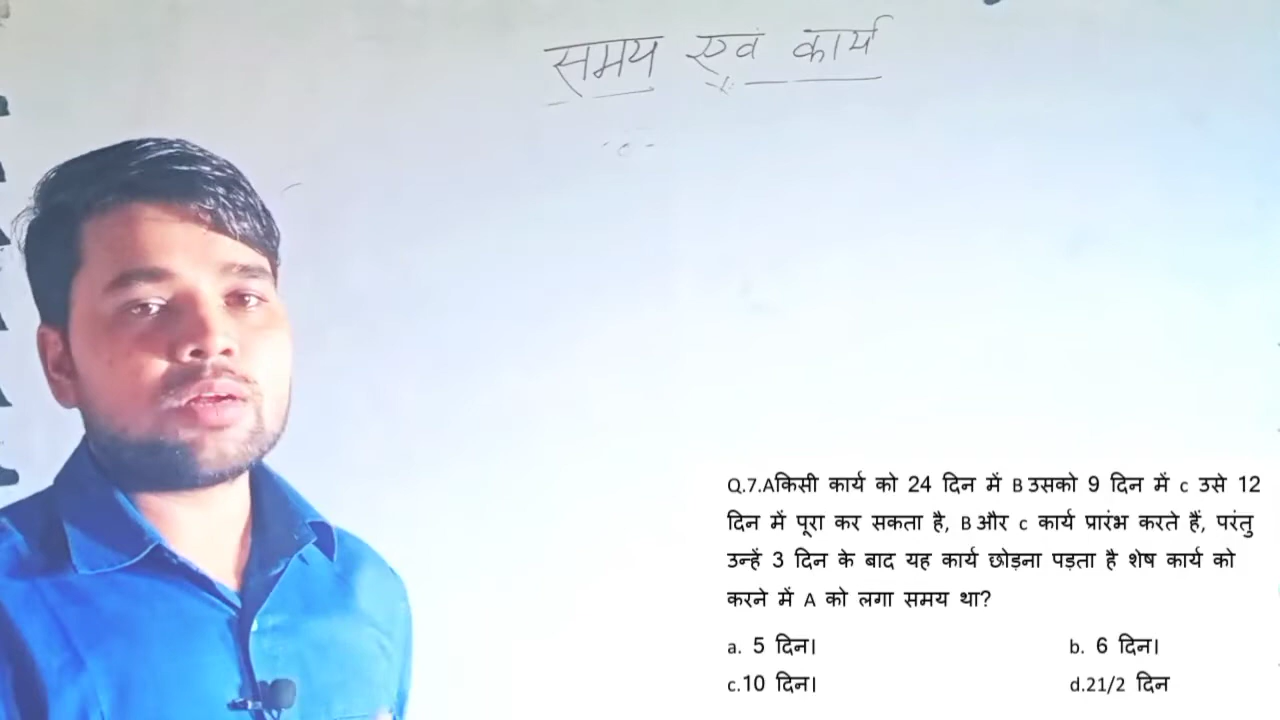 समय एवं कार्य
Q.7.Aकिसी कार्य को 24 दिन में B उसको 9 दिन में c उसे 12
दिन में पूरा कर सकता है, B और c कार्य प्रारंभ करते हैं, परंतु
उन्हें 3 दिन के बाद यह कार्य छोड़ना पड़ता है शेष कार्य को
करने में A को लगा समय था?
a. 5 दिन। b. 6 दिन।
c.10 दिन। d.21/2 दिन